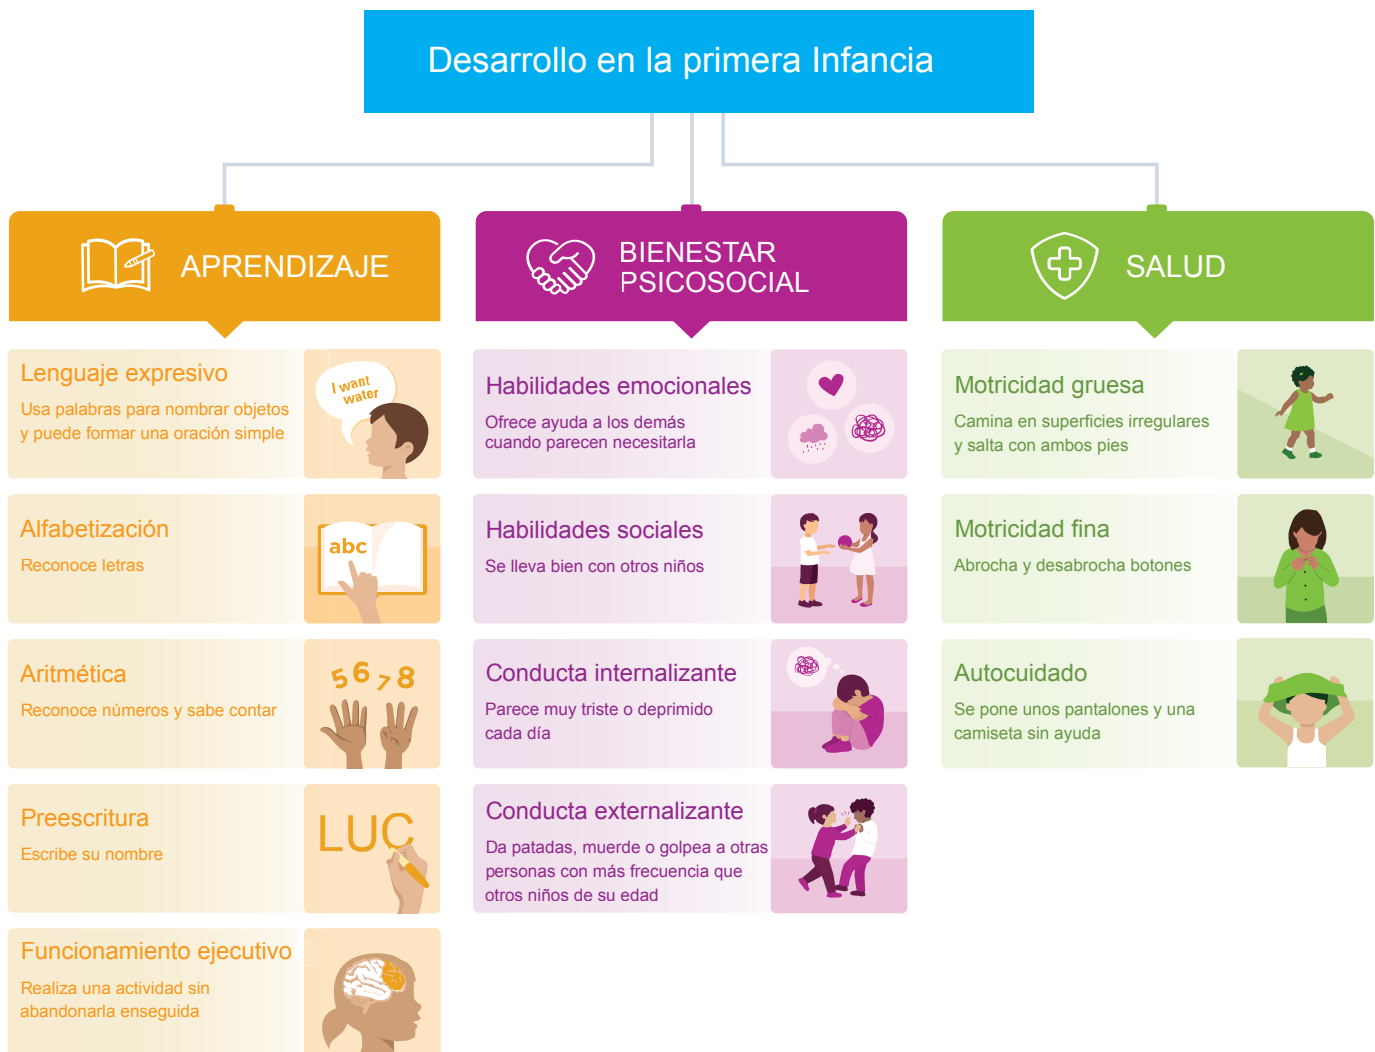 Desarrollo en la primera Infancia
APRENDIZAJE
Lenguaje expresivo
Usa palabras para nombrar objetos
y puede formar una oración simple
I want
water
Alfabetización
Reconoce letras
abc
Aritmética
Reconoce números y sabe contar
5 6 7 8
Preescritura
Escribe su nombre
LUC
Funcionamiento ejecutivo
Realiza una actividad sin
abandonarla enseguida
BIENESTAR
PSICOSOCIAL
Habilidades emocionales
Ofrece ayuda a los demás
cuando parecen necesitarla
Habilidades sociales
Se lleva bien con otros niños
Conducta internalizante
Parece muy triste o deprimido
cada día
Conducta externalizante
Da patadas, muerde o golpea a otras
personas con más frecuencia que
otros niños de su edad
SALUD
Motricidad gruesa
Camina en superficies irregulares
y salta con ambos pies
Motricidad fina
Abrocha y desabrocha botones
Autocuidado
Se pone unos pantalones y una
camiseta sin ayuda